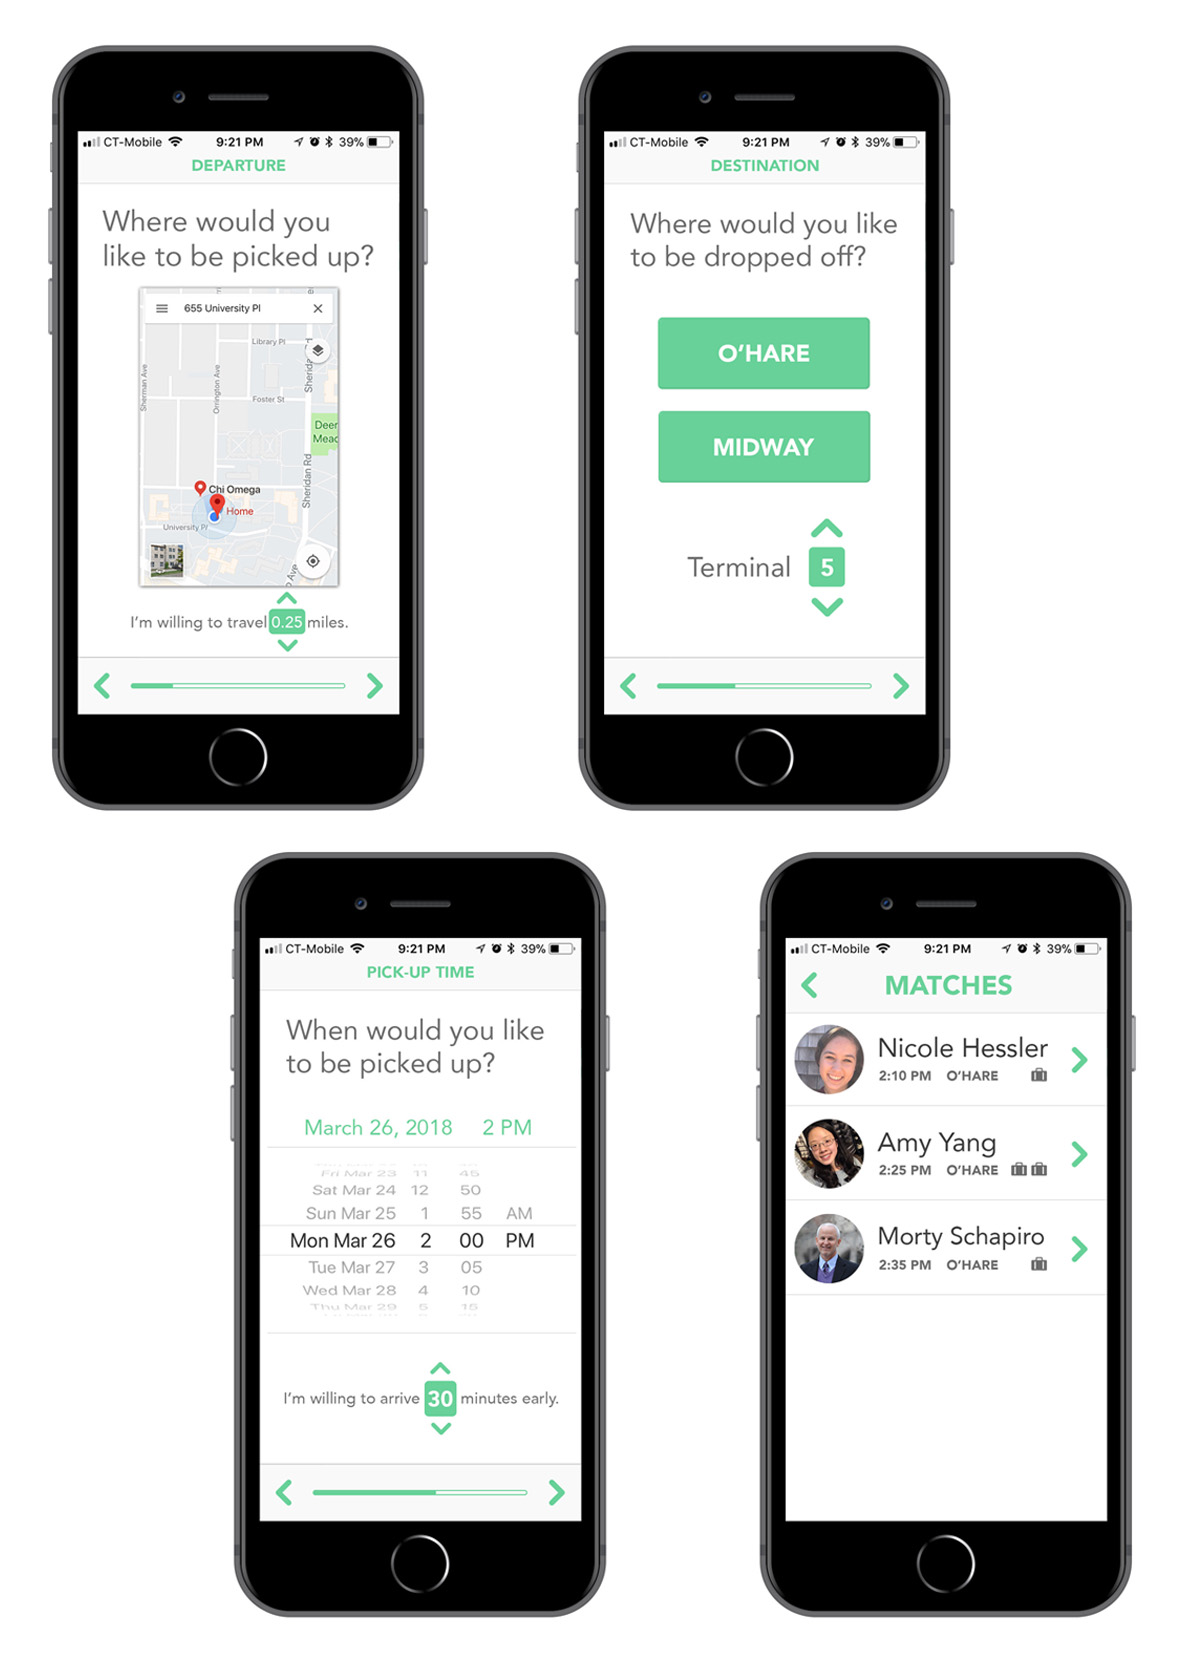 CT-Mobile 9:21 PM 39%
DEPARTURE
Where would you
like to be picked up?
655 University Pl
Library Pl
Sherman Ave
Orrington Ave
Sheridan Rd
Foster St
Deer
Mead
Sheridan Rd
Chi Omega
Home
University Pl
Ave
I'm willing to travel 0.25 miles.
CT-Mobile 9:21 PM 39%
DESTINATION
Where would you like
to be dropped off?
O'HARE
MIDWAY
Terminal 5
CT-Mobile 9:21 PM 39%
PICK-UP TIME
When would you like
to be picked up?
March 26, 2018 2 PM
Fri Mar 23 11 45
Sat Mar 24 12 50
Sun Mar 25 1 55 AM
Mon Mar 26 2 00 PM
Tue Mar 27 3 05
Wed Mar 28 4 10
Thu Mar 29 5 15
I'm willing to arrive 30 minutes early.
CT-Mobile 9:21 PM 39%
MATCHES
Nicole Hessler
2:10 PM O'HARE
Amy Yang
2:25 PM O'HARE
Morty Schapiro
2:35 PM O'HARE